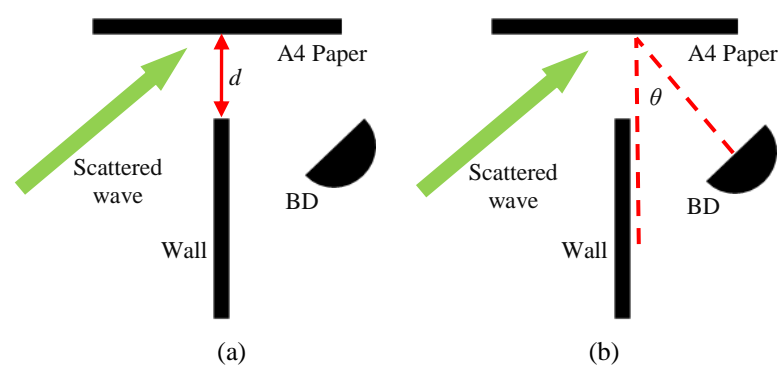 A4 Paper
d
Scattered
wave
BD
Wall
(a)
A4 Paper
θ
Scattered
wave
BD
Wall
(b)